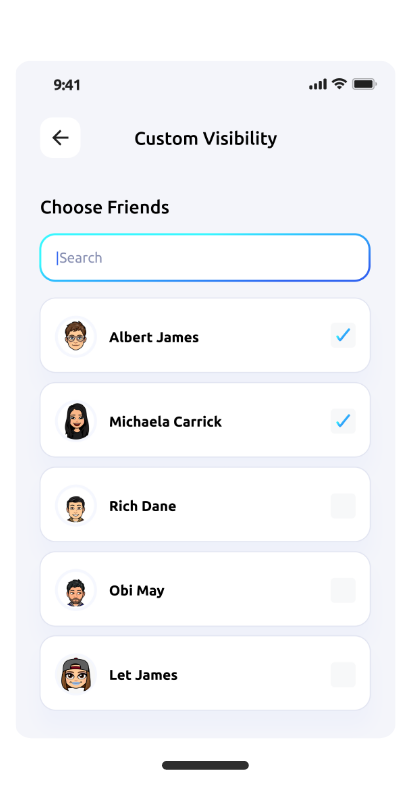 9:41
Custom Visibility
Choose Friends
Search
Albert James
Michaela Carrick
Rich Dane
Obi May
Let James